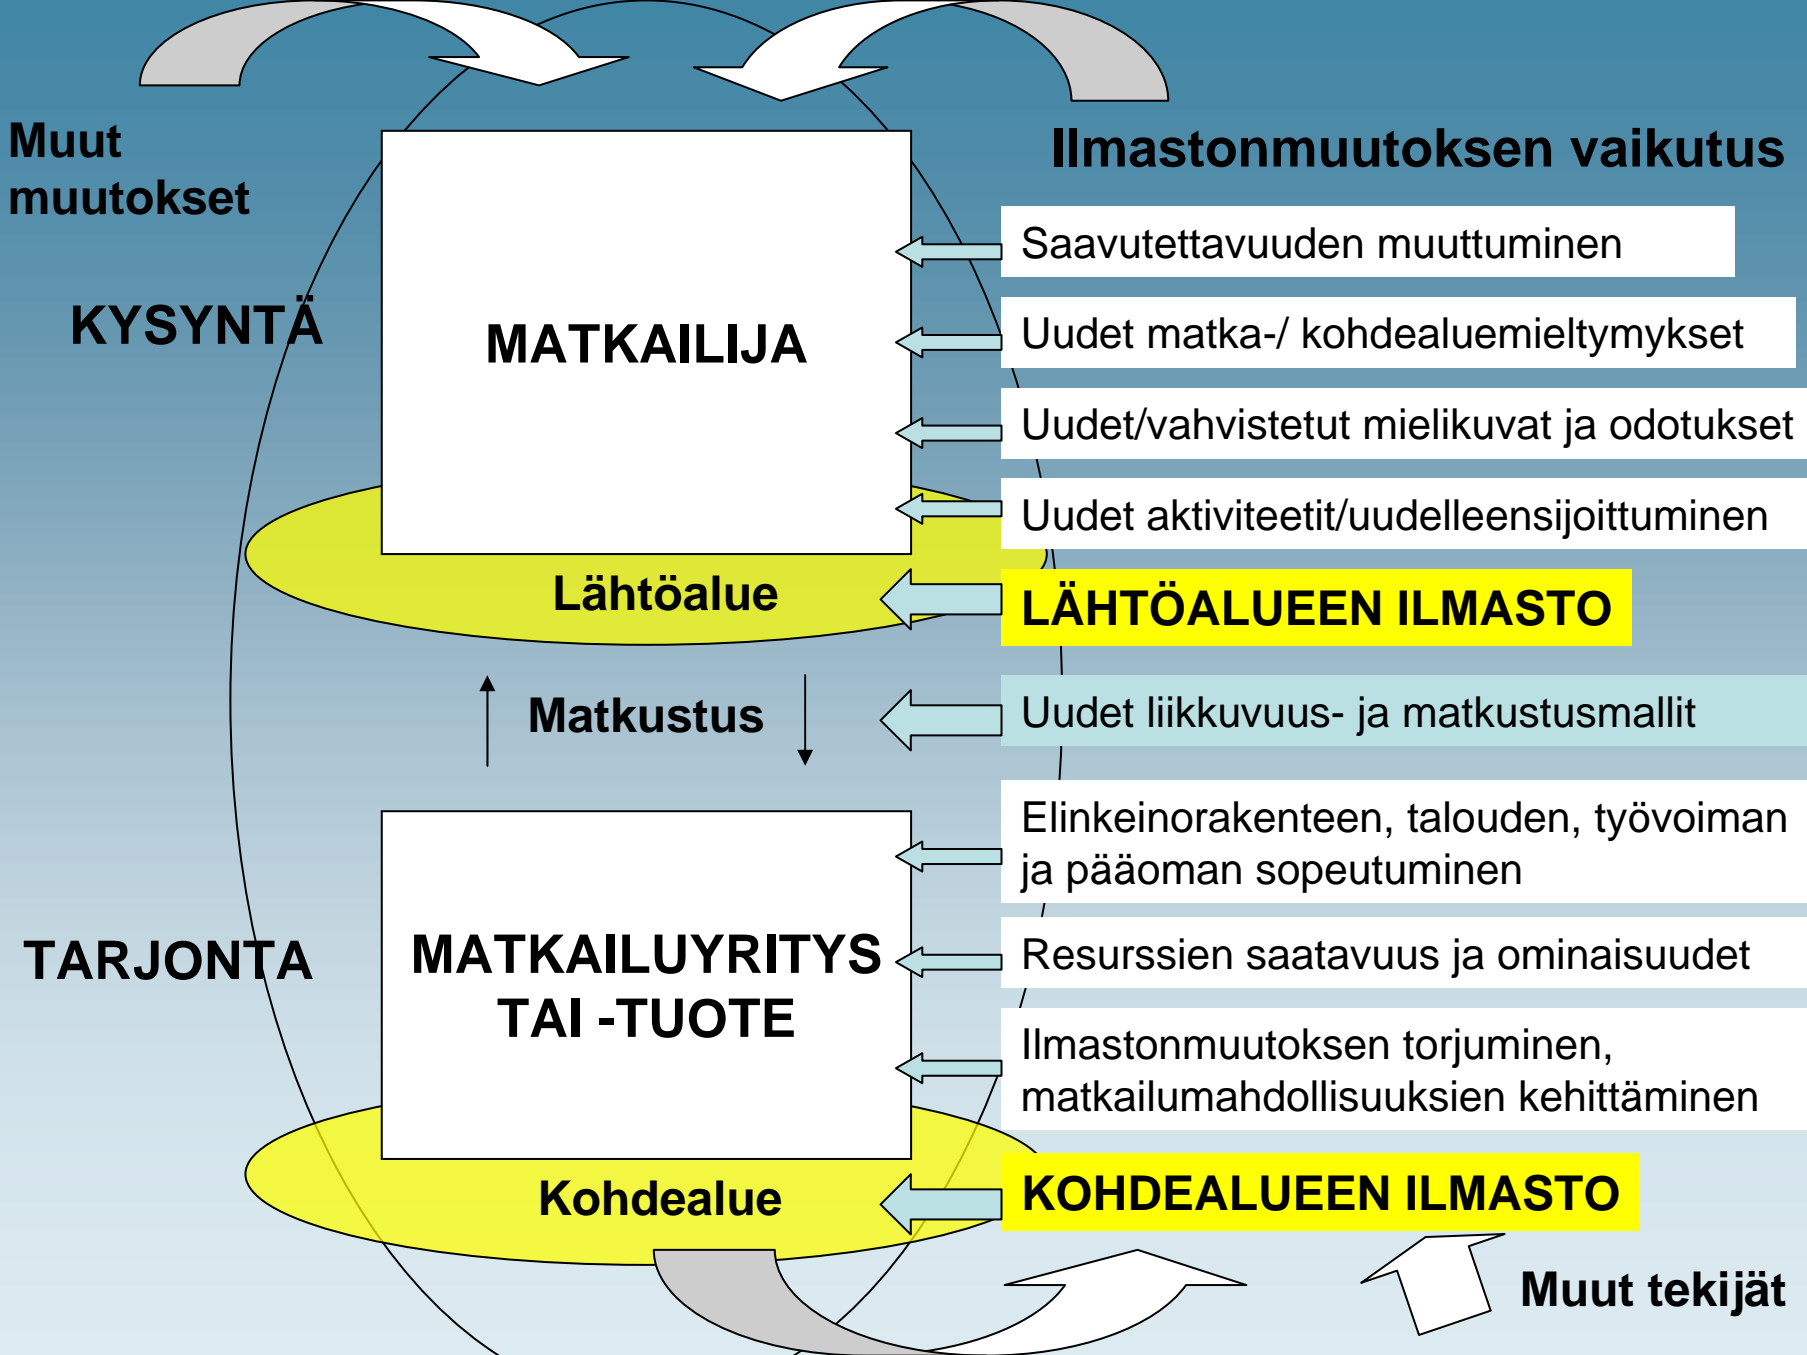 Muut
muutokset
Ilmastonmuutoksen vaikutus
KYSYNTÄ
MATKAILIJA
Saavutettavuuden muuttuminen
Uudet matka-/ kohdealuemieltymykset
Uudet/vahvistetut mielikuvat ja odotukset
Uudet aktiviteetit/uudelleensijoittuminen
Lähtöalue
LÄHTÖALUEEN ILMASTO
Matkustus
Uudet liikkuvuus- ja matkustusmallit
TARJONTA
MATKAILUYRITYS
TAI -TUOTE
Elinkeinorakenteen, talouden, työvoiman
ja pääoman sopeutuminen
Resurssien saatavuus ja ominaisuudet
Ilmastonmuutoksen torjuminen,
matkailumahdollisuuksien kehittäminen
Kohdealue
KOHDEALUEEN ILMASTO
Muut tekijät